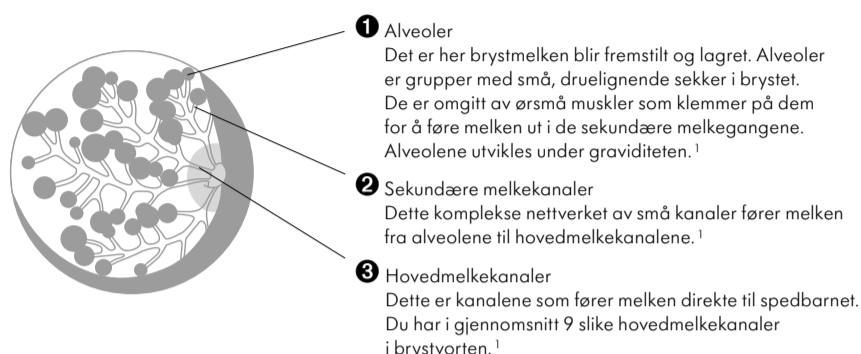 ❶ Alveoler
Det er her brystmelken blir fremstilt og lagret. Alveoler
er grupper med små, druelignende sekker i brystet.
De er omgitt av ørsmå muskler som klemmer på dem
for å føre melken ut i de sekundære melkegangene.
Alveolene utvikles under graviditeten.¹
❷ Sekundære melkekanaler
Dette komplekse nettverket av små kanaler fører melken
fra alveolene til hovedmelkekanalene.¹
❸ Hovedmelkekanaler
Dette er kanalene som fører melken direkte til spedbarnet.
Du har i gjennomsnitt 9 slike hovedmelkekanaler
i brystvorten.¹